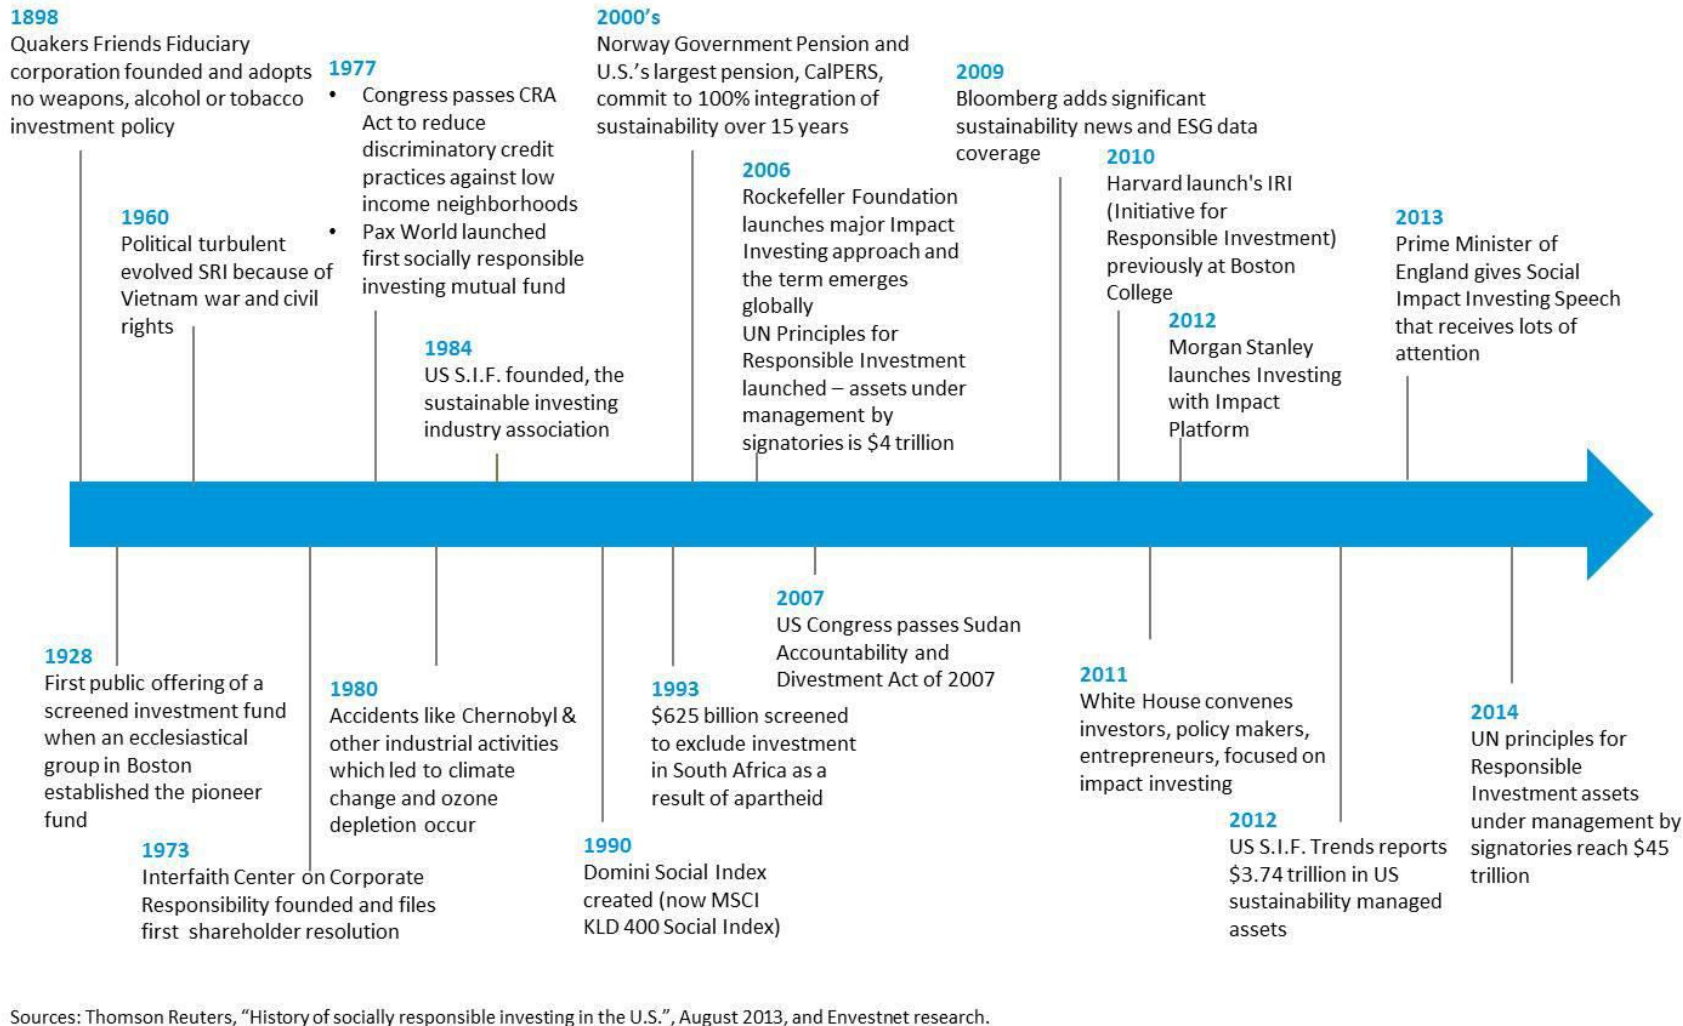 1898
Quakers Friends Fiduciary
corporation founded and adopts
no weapons, alcohol or tobacco
investment policy
1960
Political turbulent
evolved SRI because of
Vietnam war and civil
rights
1977
• Congress passes CRA
Act to reduce
discriminatory credit
practices against low
income neighborhoods
• Pax World launched
first socially responsible
investing mutual fund
1984
US S.I.F. founded, the
sustainable investing
industry association
2000's
Norway Government Pension and
U.S.'s largest pension, CalPERS,
commit to 100% integration of
sustainability over 15 years
2006
Rockefeller Foundation
launches major Impact
Investing approach and
the term emerges
globally
UN Principles for
Responsible Investment
launched – assets under
management by
signatories is $4 trillion
2009
Bloomberg adds significant
sustainability news and ESG data
coverage
2010
Harvard launch's IRI
(Initiative for
Responsible Investment)
previously at Boston
College
2012
Morgan Stanley
launches Investing
with Impact
Platform
2013
Prime Minister of
England gives Social
Impact Investing Speech
that receives lots of
attention
1928
First public offering of a
screened investment fund
when an ecclesiastical
group in Boston
established the pioneer
fund
1973
Interfaith Center on Corporate
Responsibility founded and files
first shareholder resolution
1980
Accidents like Chernobyl &
other industrial activities
which led to climate
change and ozone
depletion occur
1990
Domini Social Index
created (now MSCI
KLD 400 Social Index)
1993
$625 billion screened
to exclude investment
in South Africa as a
result of apartheid
2007
US Congress passes Sudan
Accountability and
Divestment Act of 2007
2011
White House convenes
investors, policy makers,
entrepreneurs, focused on
impact investing
2012
US S.I.F. Trends reports
$3.74 trillion in US
sustainability managed
assets
2014
UN principles for
Responsible
Investment assets
under management by
signatories reach $45
trillion
Sources: Thomson Reuters, "History of socially responsible investing in the U.S.", August 2013, and Envestnet research.